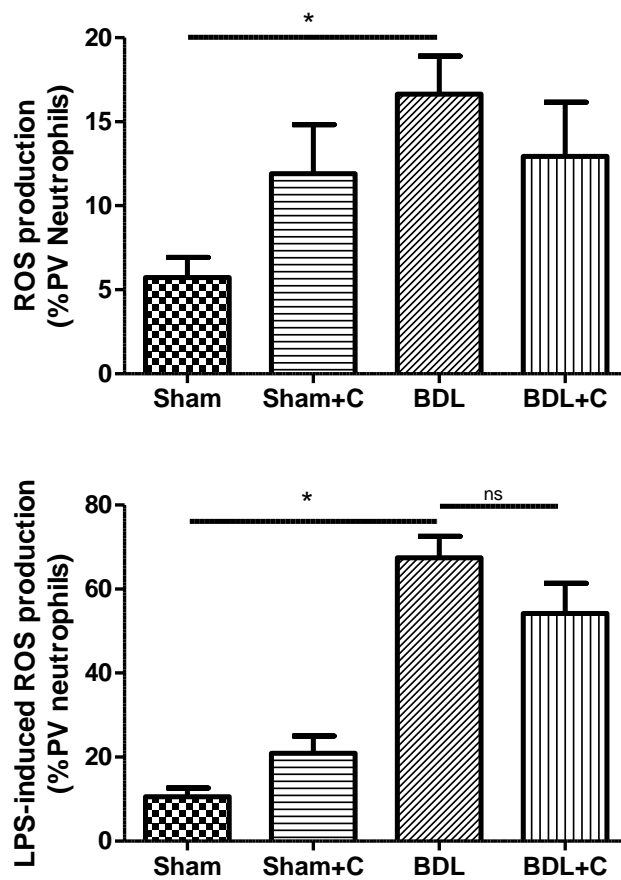 *
20
15
10
5
0
ROS production
(%PV Neutrophils)
Sham
Sham+C
BDL
BDL+C
*
ns
80
60
40
20
0
LPS-induced ROS production
(%PV neutrophils)
Sham
Sham+C
BDL
BDL+C